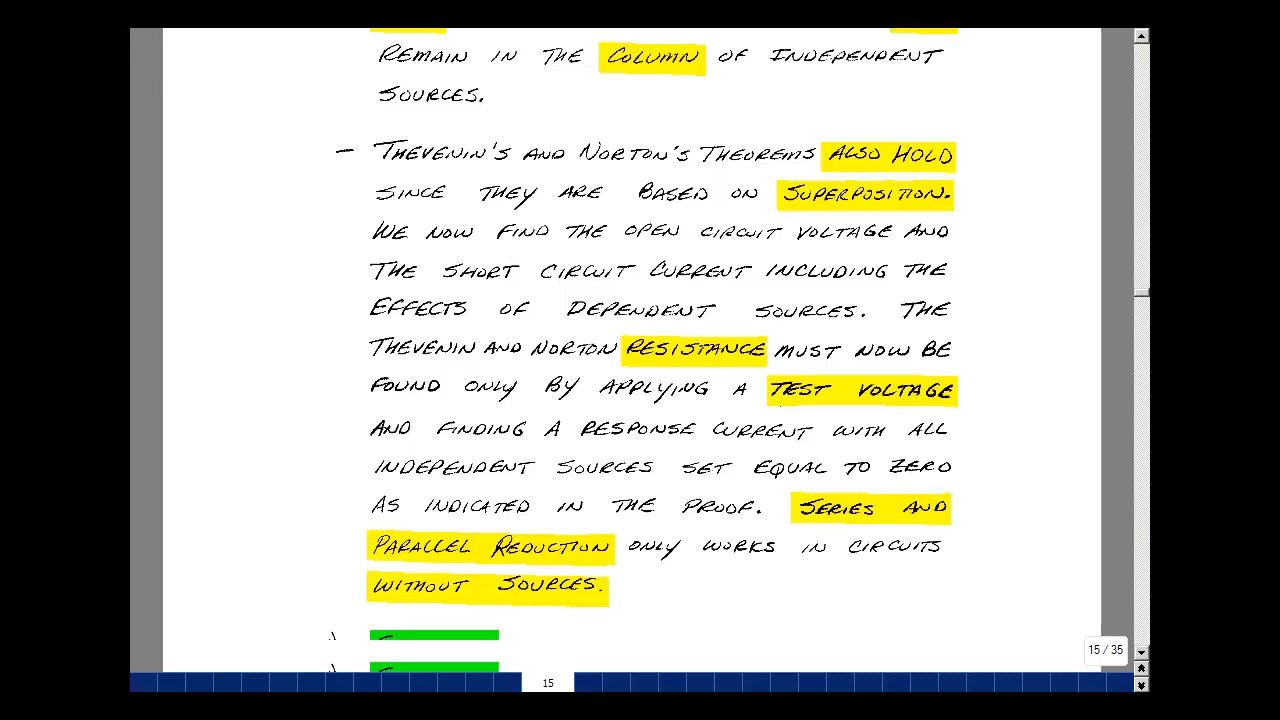 REMAIN IN THE COLUMN OF INDEPENDENT
SOURCES.
— THEVENIN'S AND NORTON'S THEOREMS ALSO HOLD
SINCE THEY ARE BASED ON SUPERPOSITION.
WE NOW FIND THE OPEN CIRCUIT VOLTAGE AND
THE SHORT CIRCUIT CURRENT INCLUDING THE
EFFECTS OF DEPENDENT SOURCES. THE
THEVENIN AND NORTON RESISTANCE MUST NOW BE
FOUND ONLY BY APPLYING A TEST VOLTAGE
AND FINDING A RESPONSE CURRENT WITH ALL
INDEPENDENT SOURCES SET EQUAL TO ZERO
AS INDICATED IN THE PROOF. SERIES AND
PARALLEL REDUCTION ONLY WORKS IN CIRCUITS
WITHOUT SOURCES.
15 / 35
15